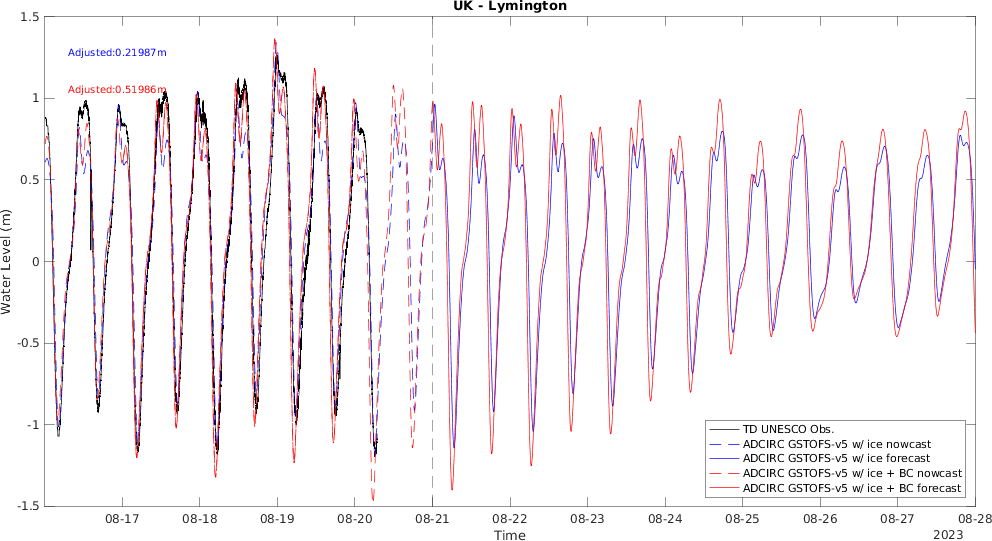 UK - Lymington
1.5
1
0.5
0
-0.5
-1
-1.5
Water Level (m)
Adjusted:0.21987m
Adjusted:0.51986m
TD UNESCO Obs.
ADCIRC GSTOFS-v5 w/ ice nowcast
ADCIRC GSTOFS-v5 w/ ice forecast
ADCIRC GSTOFS-v5 w/ ice + BC nowcast
ADCIRC GSTOFS-v5 w/ ice + BC forecast
08-17 08-18 08-19 08-20 08-21 08-22 08-23 08-24 08-25 08-26 08-27 08-28
Time
2023